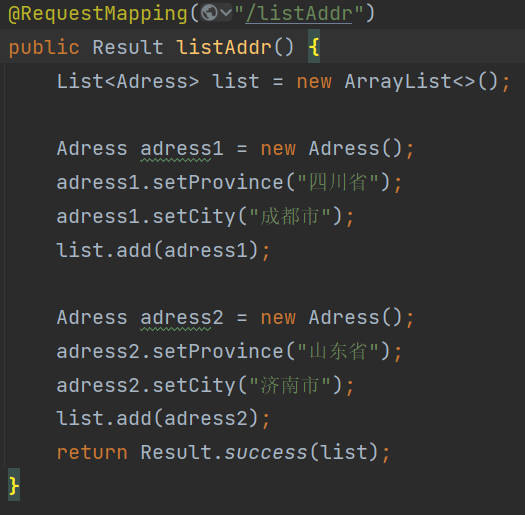 @RequestMapping("/listAddr")
public Result listAddr() {
List<Adress> list = new ArrayList<>();
Adress adress1 = new Adress();
adress1.setProvince("四川省");
adress1.setCity("成都市");
list.add(adress1);
Adress adress2 = new Adress();
adress2.setProvince("山东省");
adress2.setCity("济南市");
list.add(adress2);
return Result.success(list);
}